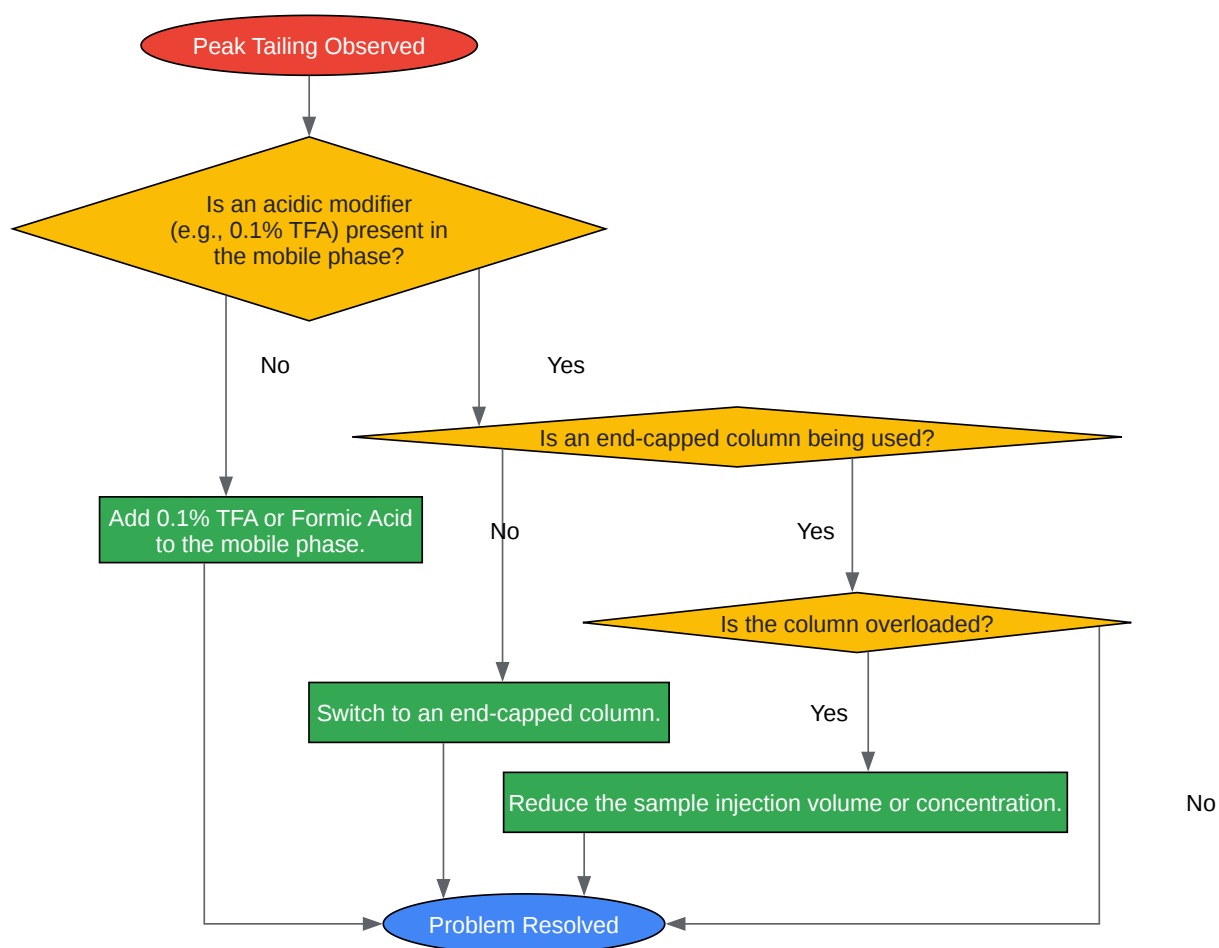 Peak Tailing Observed
Is an acidic modifier
(e.g., 0.1% TFA) present in
the mobile phase?
No
Yes
Is an end-capped column being used?
Add 0.1% TFA or Formic Acid
to the mobile phase.
No
Yes
Is the column overloaded?
Switch to an end-capped column.
Yes
Reduce the sample injection volume or concentration.
No
Problem Resolved